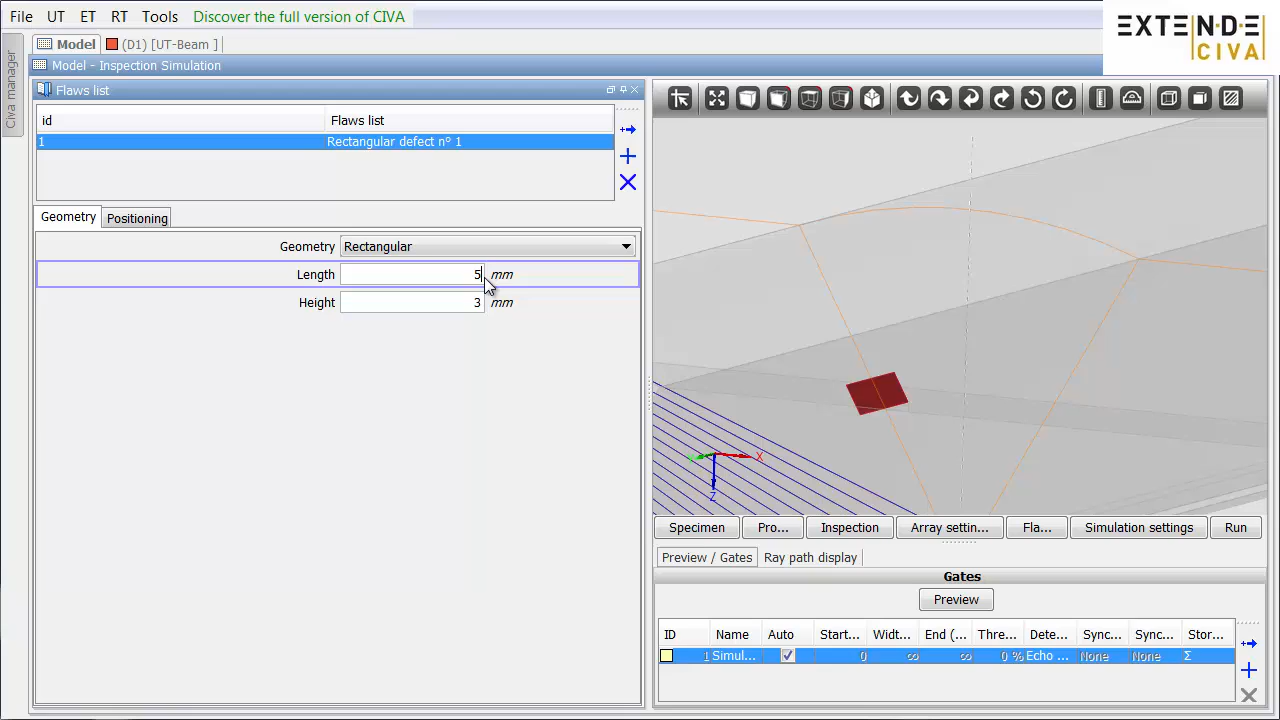 File UT ET RT Tools Discover the full version of CIVA
EXTENDE
CIVA
Civa manager
Model (D1) [UT-Beam ]
Model - Inspection Simulation
Flaws list
id Flaws list
1 Rectangular defect nº 1
Geometry Positioning
Geometry Rectangular
Length 5 mm
Height 3 mm
X
Z
Specimen Pro... Inspection Array settin... Fla... Simulation settings Run
Preview / Gates Ray path display
Gates
Preview
ID Name Auto Start... Widt... End (... Thre... Dete... Sync... Sync... Stor...
1 Simul... 0 ∞ ∞ 0 % Echo ... None None Σ